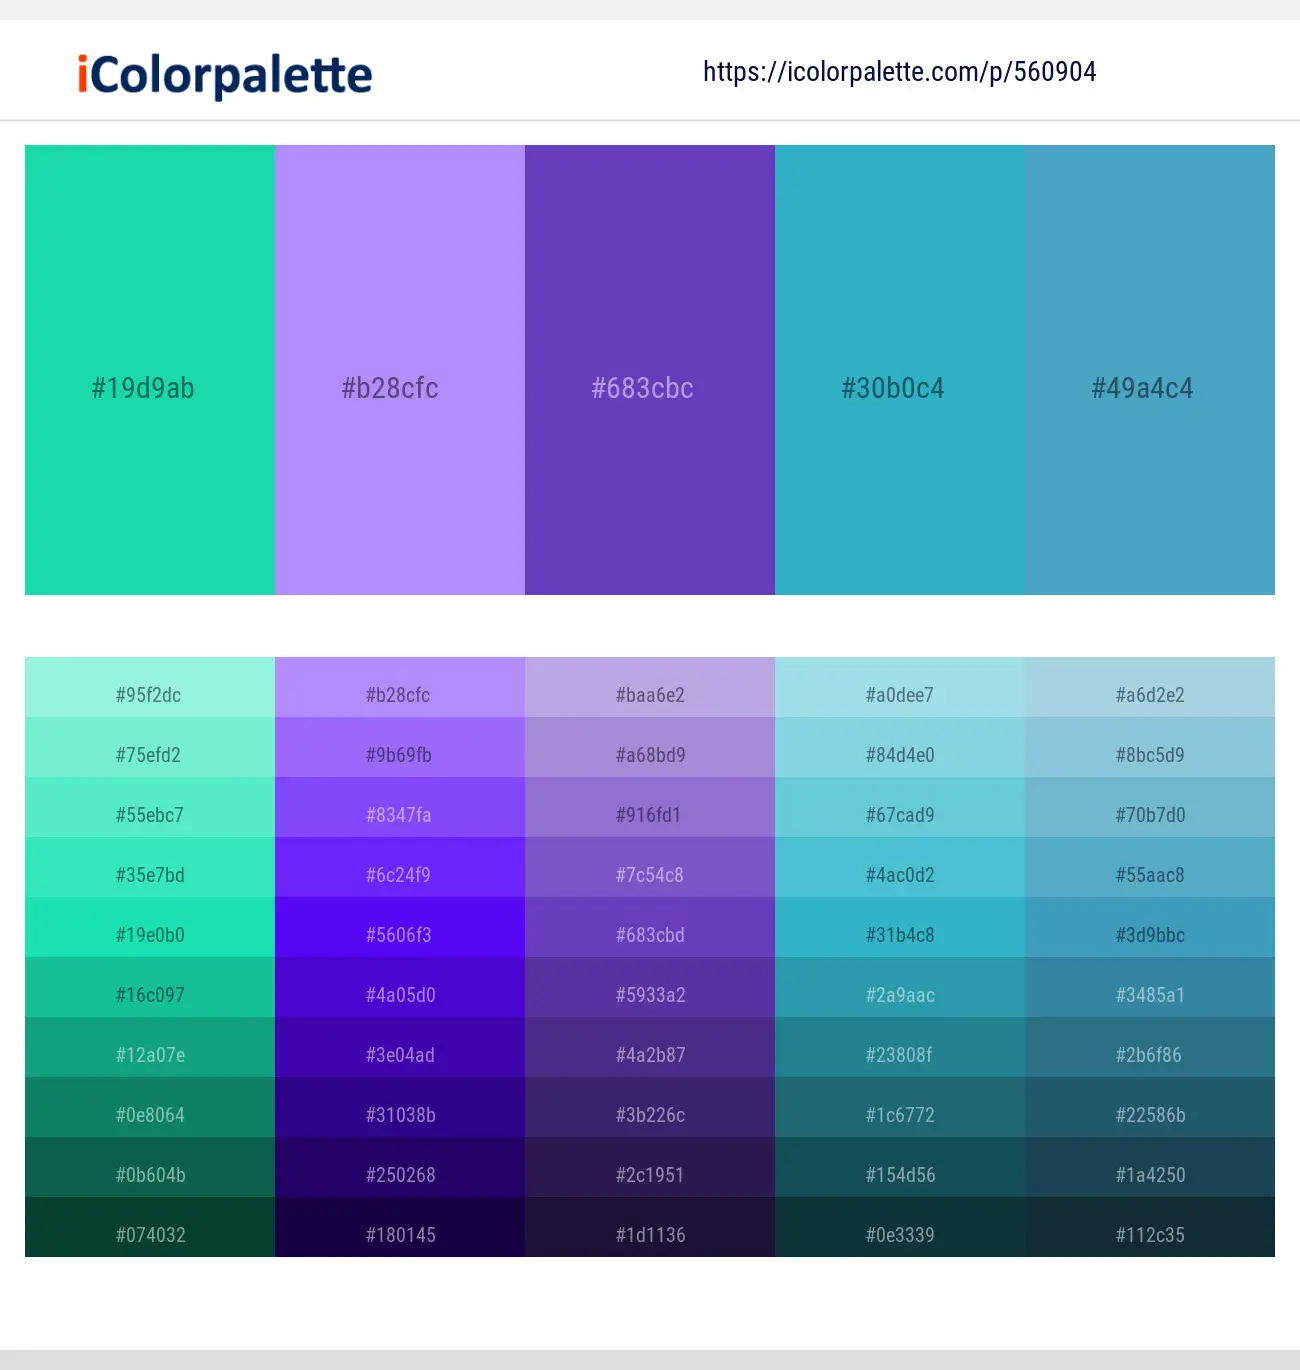 iColorpalette
https://icolorpalette.com/p/560904
#19d9ab #b28cfc #683cbc #30b0c4 #49a4c4
#95f2dc #b28cfc #baa6e2 #a0dee7 #a6d2e2
#75efd2 #9b69fb #a68bd9 #84d4e0 #8bc5d9
#55ebc7 #8347fa #916fd1 #67cad9 #70b7d0
#35e7bd #6c24f9 #7c54c8 #4ac0d2 #55aac8
#19e0b0 #5606f3 #683cbd #31b4c8 #3d9bbc
#16c097 #4a05d0 #5933a2 #2a9aac #3485a1
#12a07e #3e04ad #4a2b87 #23808f #2b6f86
#0e8064 #31038b #3b226c #1c6772 #22586b
#0b604b #250268 #2c1951 #154d56 #1a4250
#074032 #180145 #1d1136 #0e3339 #112c35